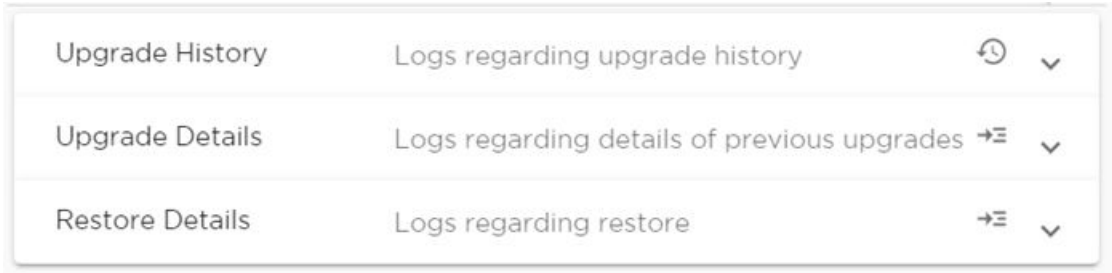 Upgrade History Logs regarding upgrade history
Upgrade Details Logs regarding details of previous upgrades
Restore Details Logs regarding restore